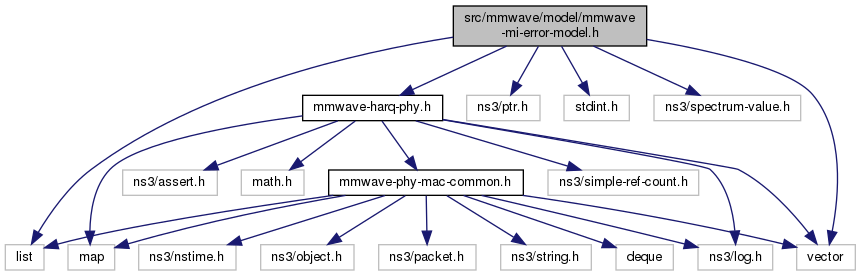 src/mmwave/model/mmwave
-mi-error-model.h
mmwave-harq-phy.h
ns3/ptr.h
stdint.h
ns3/spectrum-value.h
ns3/assert.h
math.h
mmwave-phy-mac-common.h
ns3/simple-ref-count.h
list
map
ns3/nstime.h
ns3/object.h
ns3/packet.h
ns3/string.h
deque
ns3/log.h
vector